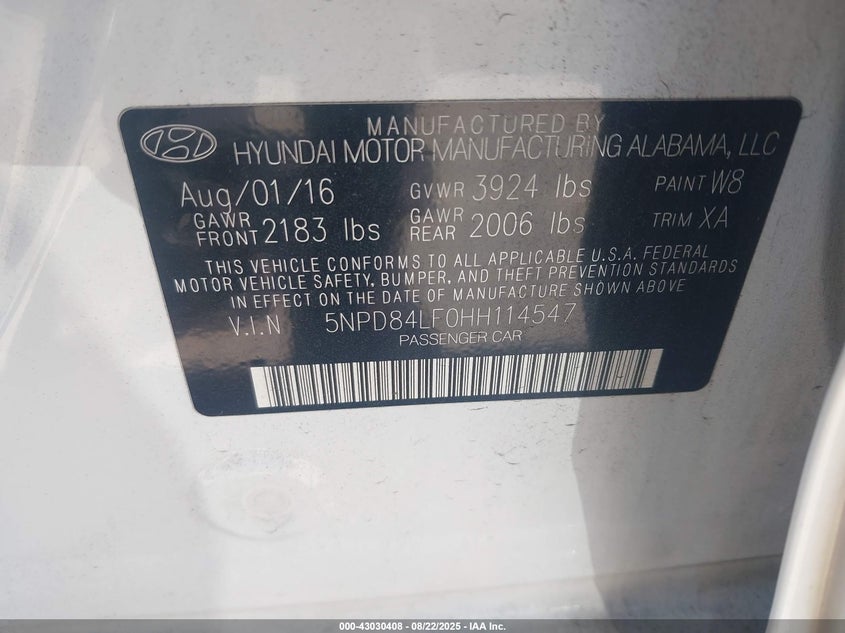 MANUFACTURED BY
HYUNDAI MOTOR MANUFACTURING ALABAMA, LLC
Aug/01/16 GVWR 3924 lbs PAINT W8
GAWR FRONT 2183 lbs GAWR REAR 2006 lbs TRIM XA
THIS VEHICLE CONFORMS TO ALL APPLICABLE U.S.A. FEDERAL
MOTOR VEHICLE SAFETY, BUMPER, AND THEFT PREVENTION STANDARDS
IN EFFECT ON THE DATE OF MANUFACTURE SHOWN ABOVE
V.I.N 5NPD84LF0HH114547
PASSENGER CAR
000-43030408 - 08/22/2025 - IAA Inc.